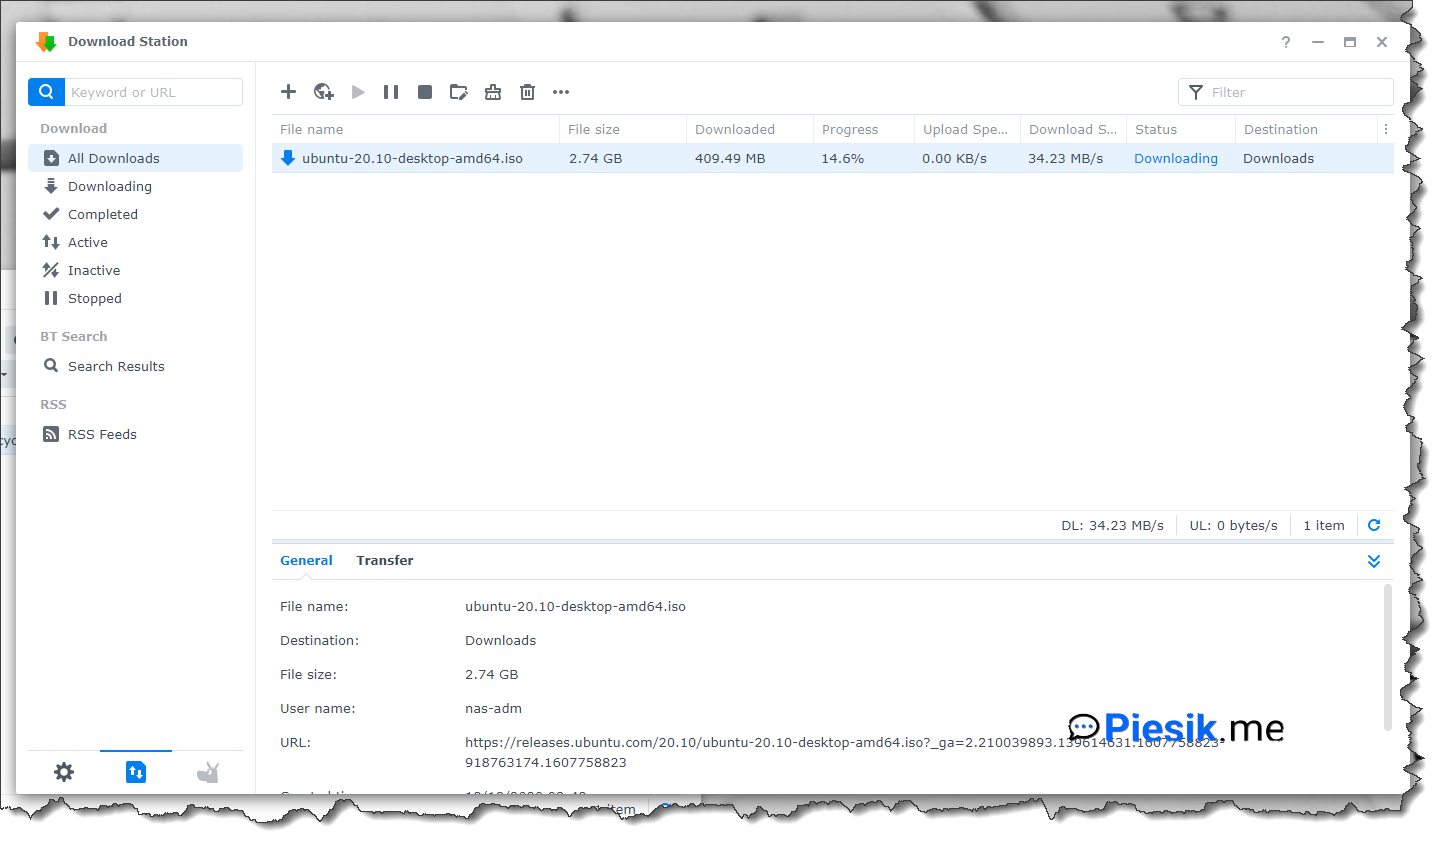 Download Station
?
Keyword or URL
Filter
Download
All Downloads
Downloading
Completed
Active
Inactive
Stopped
BT Search
Search Results
RSS
RSS Feeds
File name File size Downloaded Progress Upload Spe... Download S... Status Destination
ubuntu-20.10-desktop-amd64.iso 2.74 GB 409.49 MB 14.6% 0.00 KB/s 34.23 MB/s Downloading Downloads
DL: 34.23 MB/s UL: 0 bytes/s 1 item
General Transfer
File name: ubuntu-20.10-desktop-amd64.iso
Destination: Downloads
File size: 2.74 GB
User name: nas-adm
Piesik.me
URL: https://releases.ubuntu.com/20.10/ubuntu-20.10-desktop-amd64.iso?_ga=2.210039893.139614631.1607758823-
918763174.1607758823
item